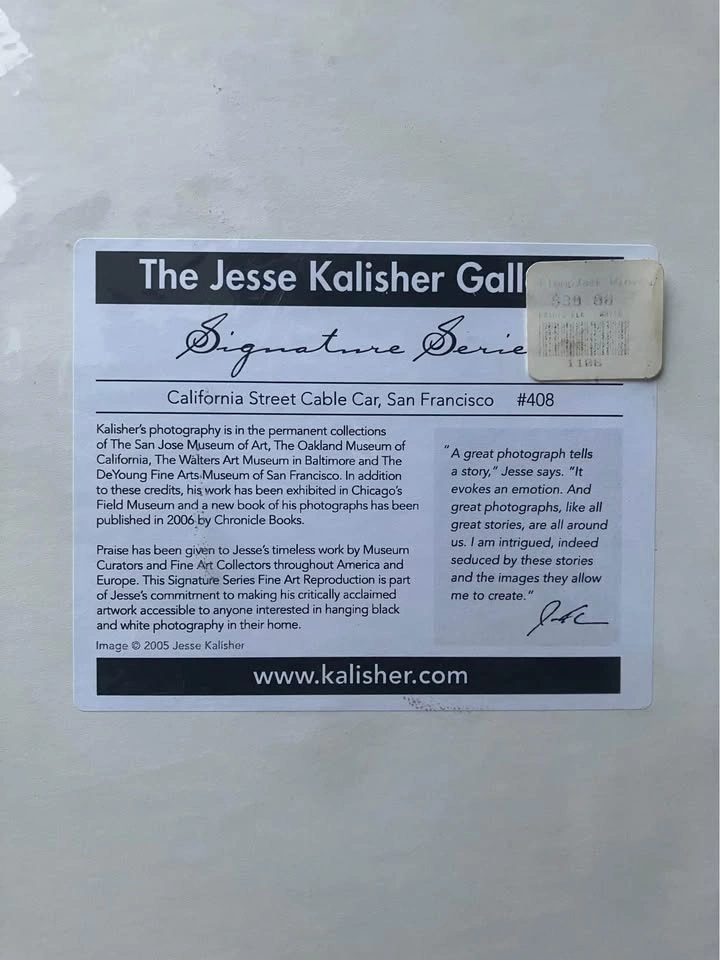 The Jesse Kalisher Gall
Signature Serie
California Street Cable Car, San Francisco #408
Kalisher's photography is in the permanent collections
of The San Jose Museum of Art, The Oakland Museum of
California, The Walters Art Museum in Baltimore and The
DeYoung Fine Arts Museum of San Francisco. In addition
to these credits, his work has been exhibited in Chicago's
Field Museum and a new book of his photographs has been
published in 2006 by Chronicle Books.
Praise has been given to Jesse's timeless work by Museum
Curators and Fine Art Collectors throughout America and
Europe. This Signature Series Fine Art Reproduction is part
of Jesse's commitment to making his critically acclaimed
artwork accessible to anyone interested in hanging black
and white photography in their home.
Image © 2005 Jesse Kalisher
"A great photograph tells
a story," Jesse says. "It
evokes an emotion. And
great photographs, like all
great stories, are all around
us. I am intrigued, indeed
seduced by these stories
and the images they allow
me to create."
www.kalisher.com